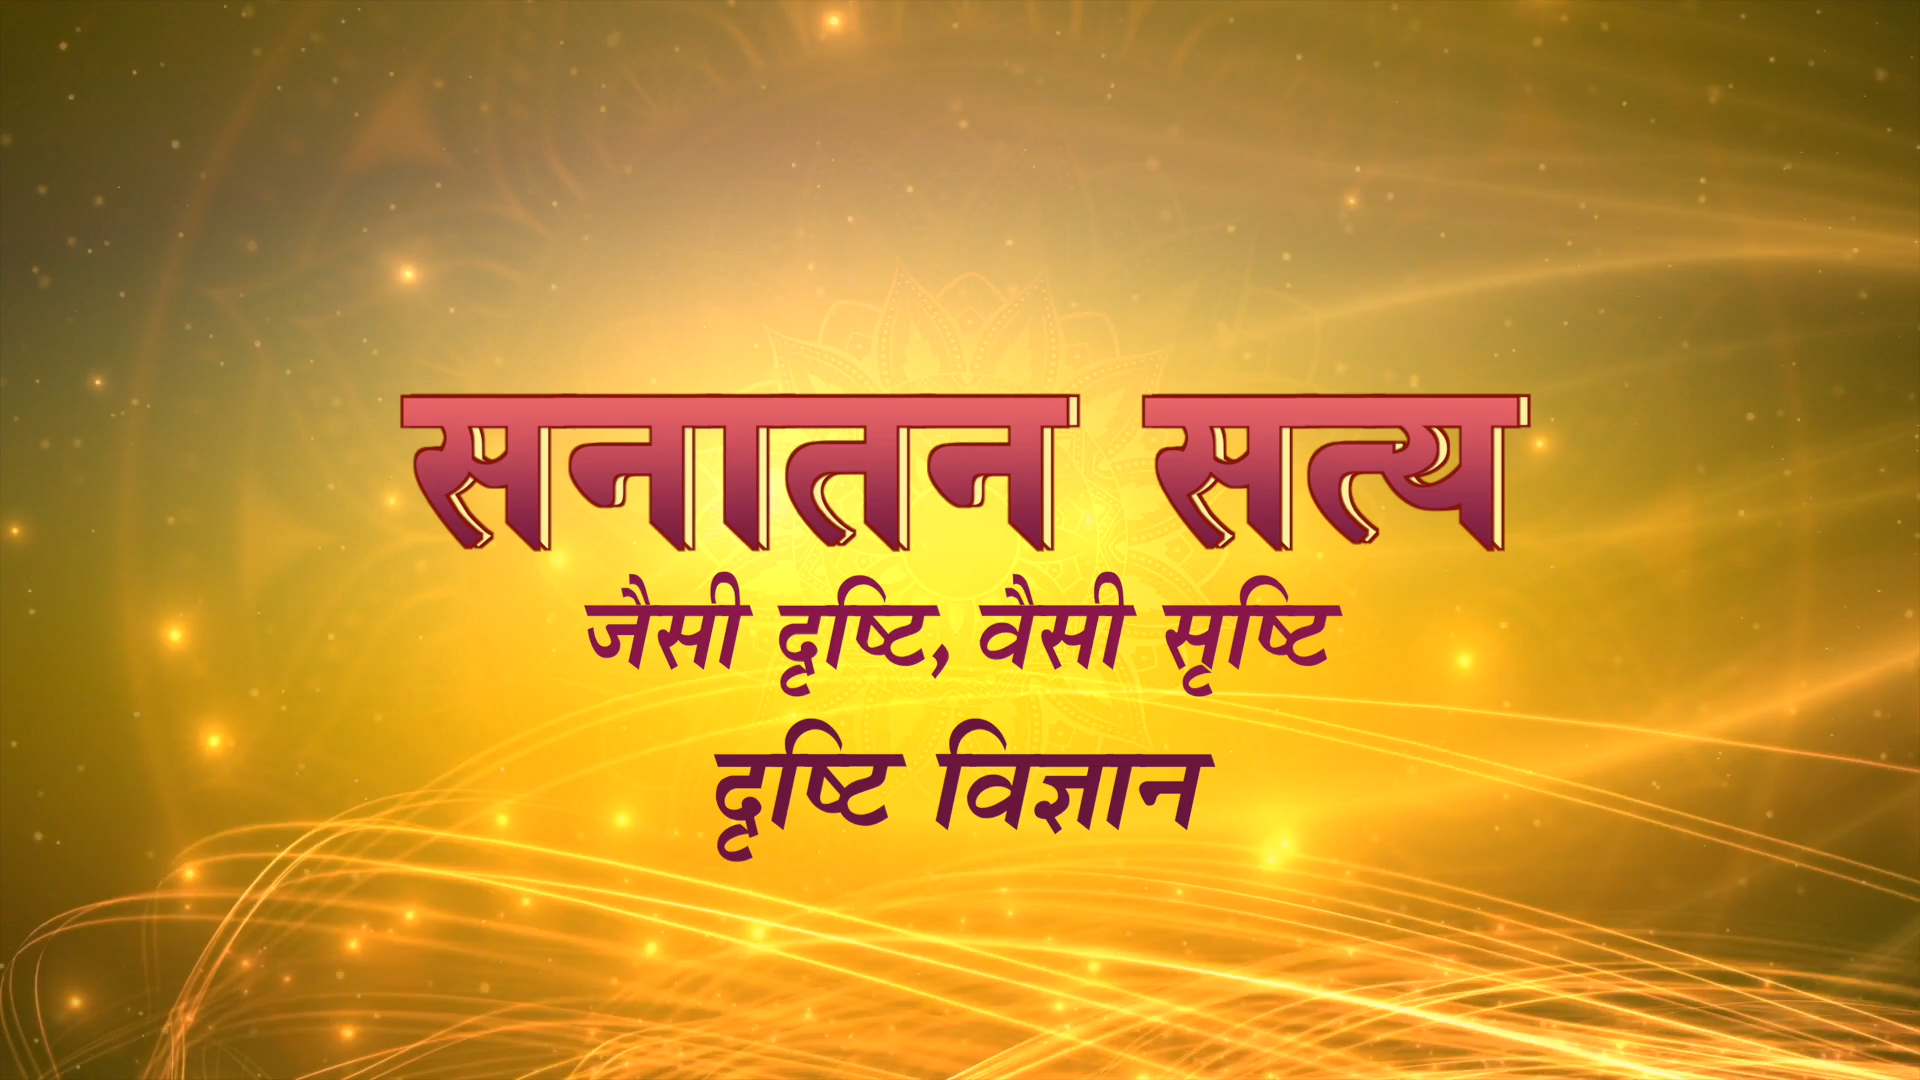 सनातन सत्य
जैसी दृष्टि, वैसी सृष्टि
दृष्टि विज्ञान